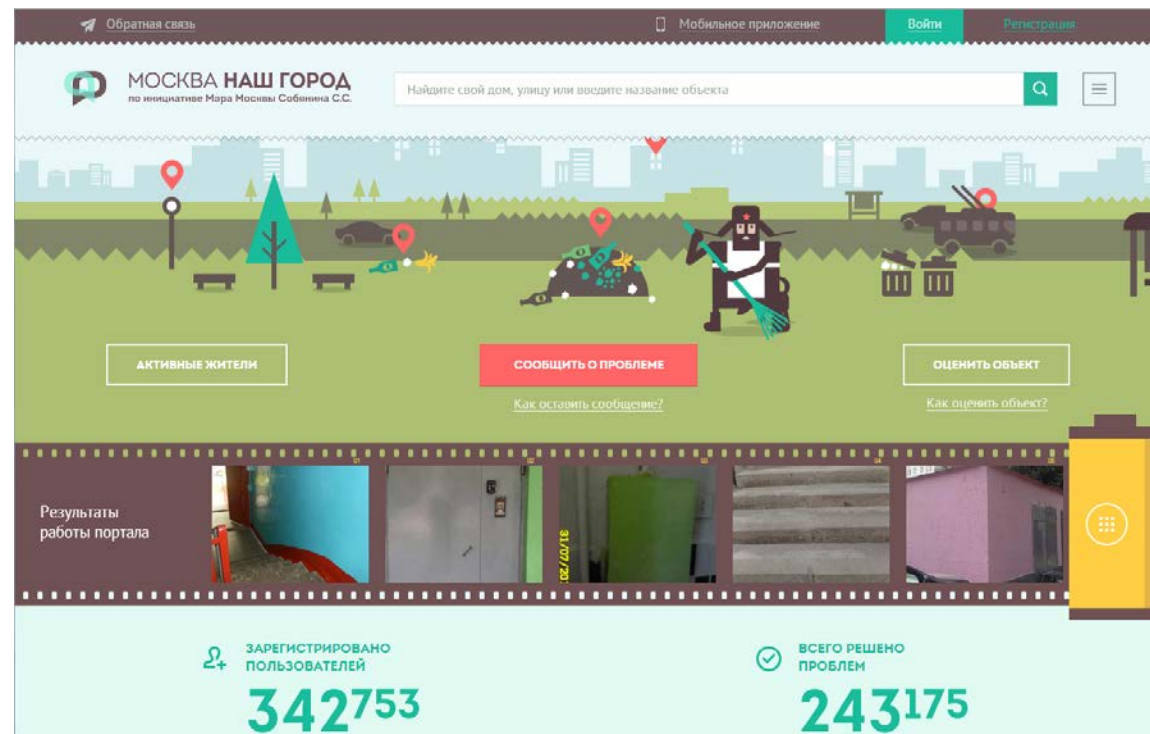 Обратная связь
Мобильное приложение
Войти
Регистрация
МОСКВА НАШ ГОРОД
по инициативе Мэра Москвы Собянина С.С.
Найдите свой дом, улицу или введите название объекта
АКТИВНЫЕ ЖИТЕЛИ
СООБЩИТЬ О ПРОБЛЕМЕ
ОЦЕНИТЬ ОБЪЕКТ
Как оставить сообщение?
Как оценить объект?
Результаты
работы портала
ЗАРЕГИСТРИРОВАНО
ПОЛЬЗОВАТЕЛЕЙ
342753
ВСЕГО РЕШЕНО
ПРОБЛЕМ
243175